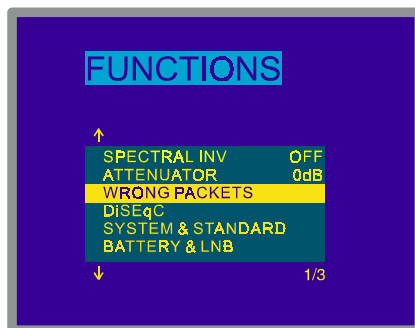 FUNCTIONS
↑
SPECTRAL INV OFF
ATTENUATOR 0dB
WRONG PACKETS
DiSEqC
SYSTEM & STANDARD
BATTERY & LNB
↓ 1/3